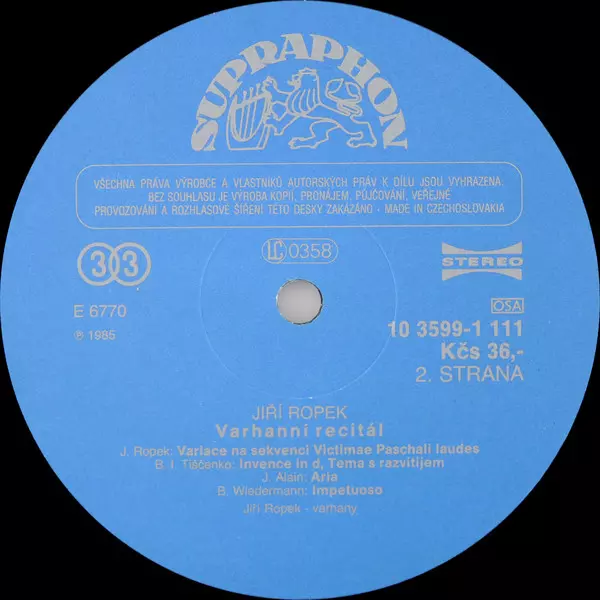 SUPRAPHON
VŠECHNA PRÁVA VÝROBCE A VLASTNÍKŮ AUTORSKÝCH PRÁV K DÍLU JSOU VYHRAZENA.
BEZ SOUHLASU JE VÝROBA KOPIÍ, PRONÁJEM, PŮJČOVÁNÍ, VEŘEJNÉ
PROVOZOVÁNÍ A ROZHLASOVÉ ŠÍŘENÍ TÉTO DESKY ZAKÁZÁNO - MADE IN CZECHOSLOVAKIA
33
LC 0358
STEREO
E 6770
℗ 1985
OSA
10 3599-1 111
Kčs 36,-
2. STRANA
JIŘÍ ROPEK
Varhanní recitál
J. Ropek: Variace na sekvenci Victimae Paschali laudes
B. I. Tiščenko: Invence in d, Tema s razvitijem
J. Alain: Aria
B. Wiedermann: Impetuoso
Jiří Ropek - varhany